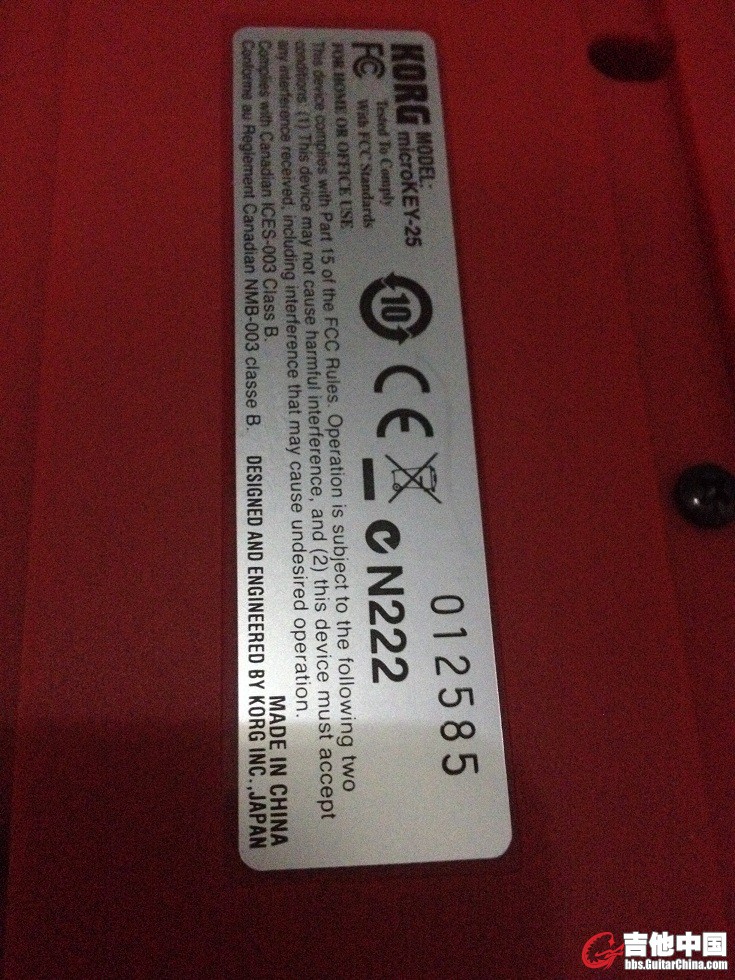 KORG MODEL:
microKEY-25
FC Tested To Comply
With FCC Standards
FOR HOME OR OFFICE USE
10
CE
N222
012585
This device complies with Part 15 of the FCC Rules. Operation is subject to the following two
conditions: (1) This device may not cause harmful interference, and (2) this device must accept
any interference received, including interference that may cause undesired operation.
Complies with Canadian ICES-003 Class B.
Conforme au Reglement Canadian NMB-003 classe B.
MADE IN CHINA
DESIGNED AND ENGINEERED BY KORG INC.,JAPAN
吉他中国
bbs.GuitarChina.com